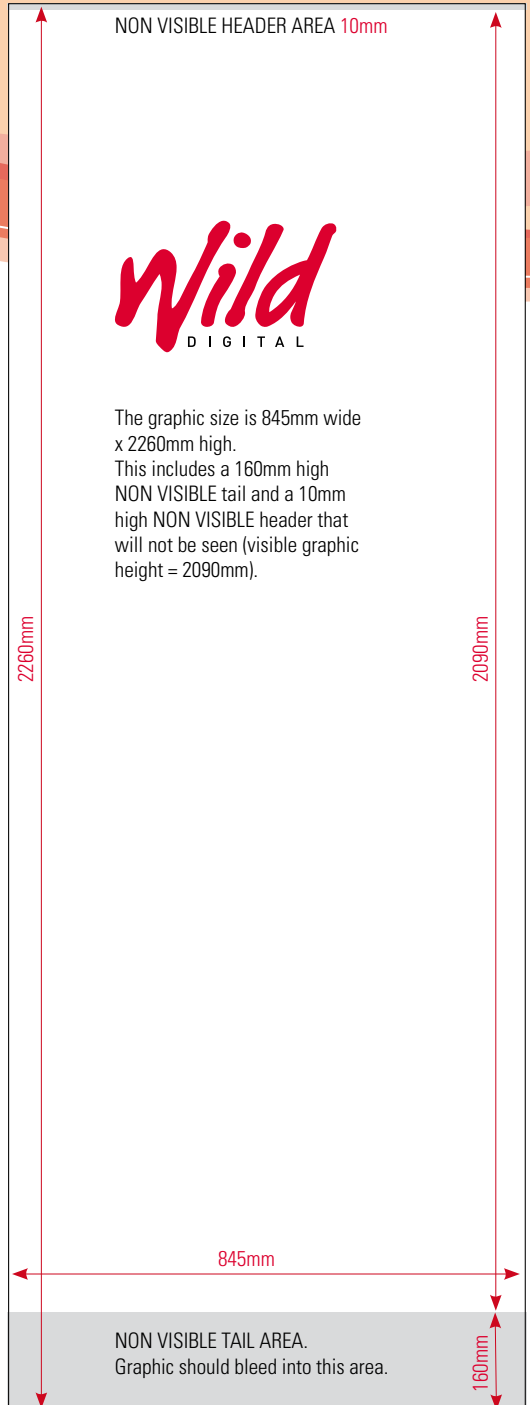 NON VISIBLE HEADER AREA 10mm
Wild
DIGITAL
The graphic size is 845mm wide
x 2260mm high.
This includes a 160mm high
NON VISIBLE tail and a 10mm
high NON VISIBLE header that
will not be seen (visible graphic
height = 2090mm).
2260mm
2090mm
845mm
NON VISIBLE TAIL AREA.
Graphic should bleed into this area.
160mm